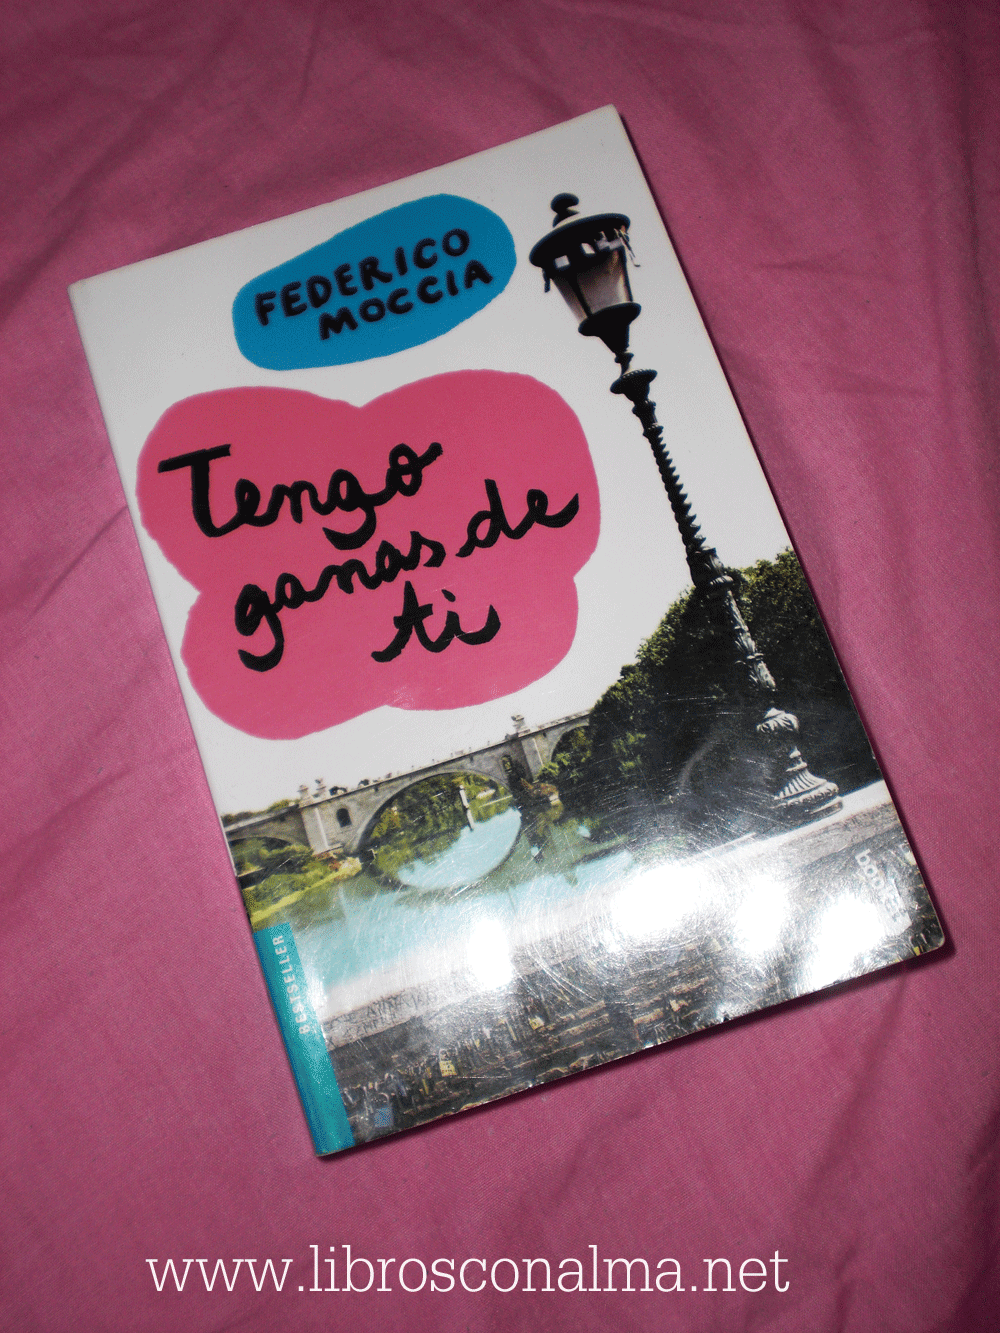 FEDERICO
MOCCIA
Tengo
ganas de
ti
BESTSELLER
www.librosconalma.net